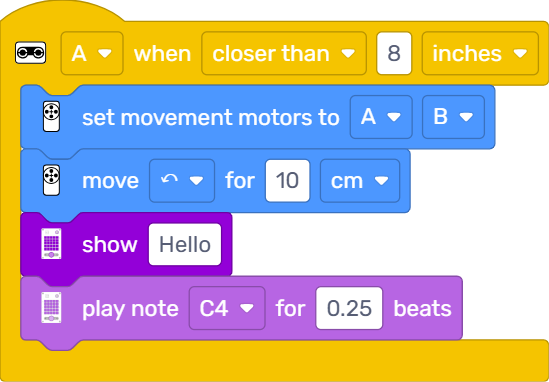 A when closer than 8 inches
set movement motors to A B
move for 10 cm
show Hello
play note C4 for 0.25 beats